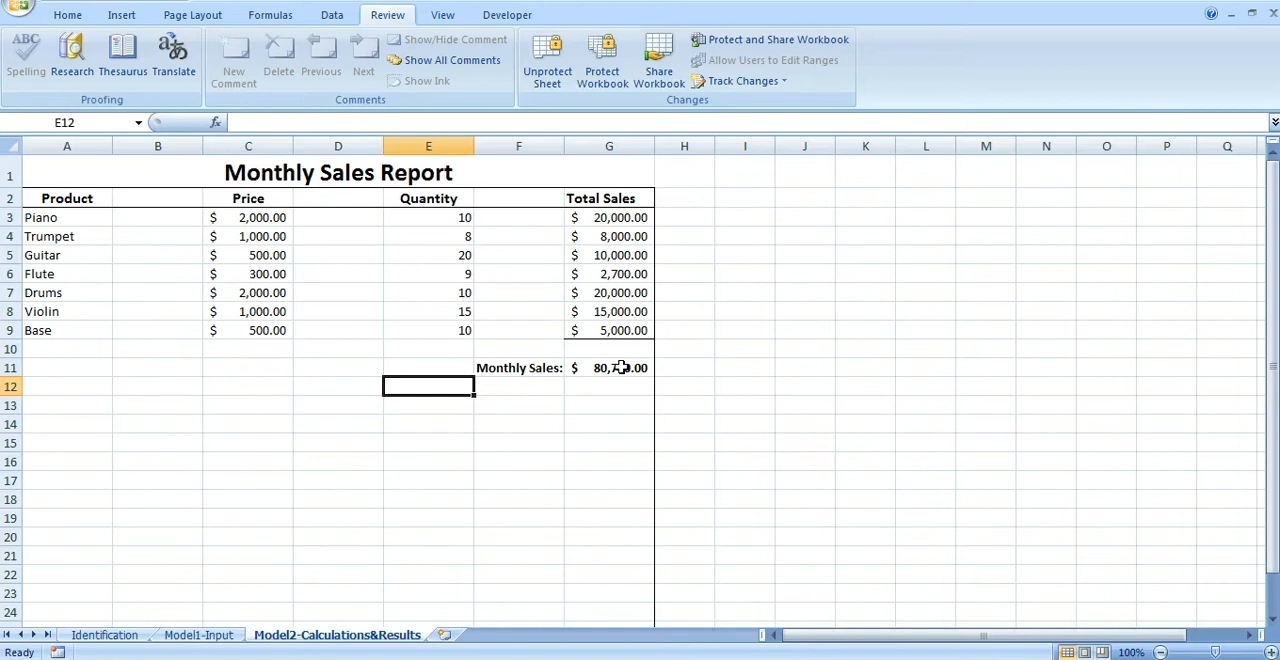 Home Insert Page Layout Formulas Data Review View Developer
ABC
Spelling Research Thesaurus Translate
New Comment Delete Previous Next
Show/Hide Comment
Show All Comments
Show Ink
Unprotect Sheet Protect Workbook Share Workbook
Protect and Share Workbook
Allow Users to Edit Ranges
Track Changes
Proofing Comments Changes
E12 fx
A B C D E F G H I J K L M N O P Q
1 Monthly Sales Report
2 Product Price Quantity Total Sales
3 Piano $ 2,000.00 10 $ 20,000.00
4 Trumpet $ 1,000.00 8 $ 8,000.00
5 Guitar $ 500.00 20 $ 10,000.00
6 Flute $ 300.00 9 $ 2,700.00
7 Drums $ 2,000.00 10 $ 20,000.00
8 Violin $ 1,000.00 15 $ 15,000.00
9 Base $ 500.00 10 $ 5,000.00
10
11 Monthly Sales: $
12
13
14
15
16
17
18
19
20
21
22
23
24
Identification Model1-Input Model2-Calculations&Results
Ready 100%